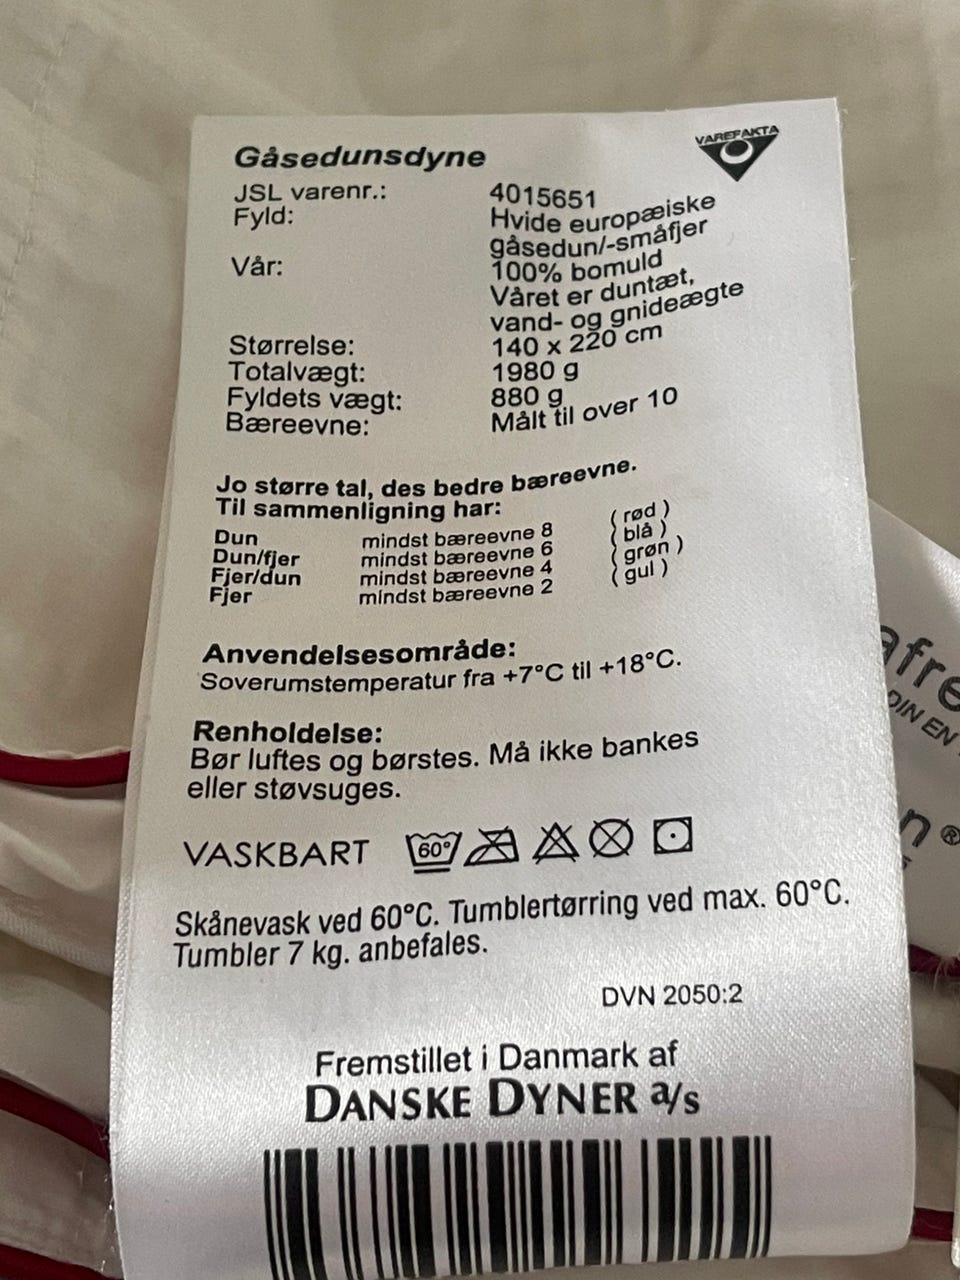 Gåsedunsdyne
VAREFAKTA
JSL varenr.: 4015651
Fyld: Hvide europæiske
gåsedun/-småfjer
Vår: 100% bomuld
Våret er duntæt,
vand- og gnideægte
Størrelse: 140 x 220 cm
Totalvægt: 1980 g
Fyldets vægt: 880 g
Bæreevne: Målt til over 10
Jo større tal, des bedre bæreevne.
Til sammenligning har:
Dun mindst bæreevne 8 (rød)
Dun/fjer mindst bæreevne 6 (blå)
Fjer/dun mindst bæreevne 4 (grøn)
Fjer mindst bæreevne 2 (gul)
Anvendelsesområde:
Soverumstemperatur fra +7°C til +18°C.
Renholdelse:
Bør luftes og børstes. Må ikke bankes
eller støvsuges.
VASKBART 60°
Skånevask ved 60°C. Tumblertørring ved max. 60°C.
Tumbler 7 kg. anbefales.
DVN 2050:2
Fremstillet i Danmark af
DANSKE DYNER a/s
DIN EN